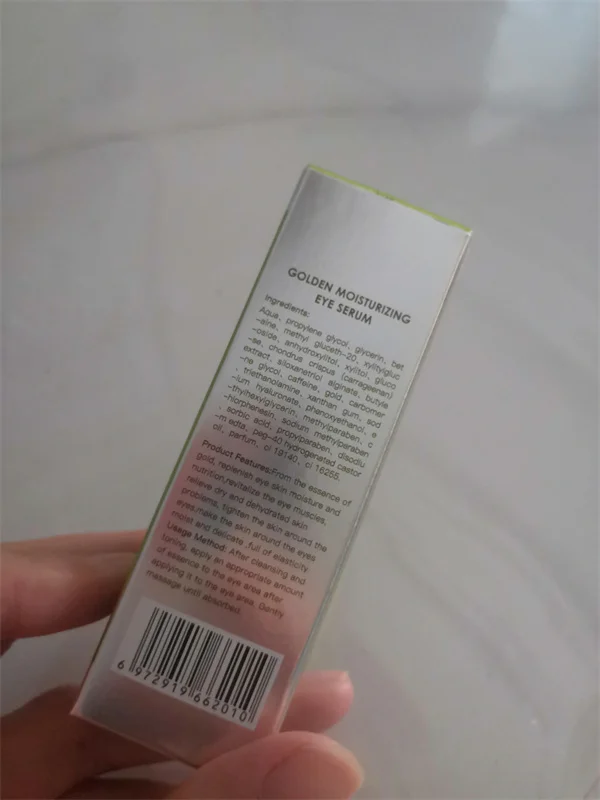 GOLDEN MOISTURIZING
EYE SERUM
Ingredients:
Aqua, propylene glycol, glycerin, bet
-aine, methyl gluceth-20, xylitylgluc
-oside, anhydroxylitol, xylitol, gluco
-se, chondrus crispus (carrageenan)
extract, siloxanetriol alginate, butyle
-ne glycol, caffeine, gold, carbomer
, triethanolamine, xanthan gum, sod
-ium hyaluronate, phenoxyethanol, e
-thylhexylglycerin, methylparaben, c
-hlorphenesin, sodium methylparaben
, sorbic acid, propylparaben, disodiu
-m edta, peg-40 hydrogenated castor
oil, parfum, ci 19140, ci 16255.
Product Features:From the essence of
gold, replenish eye skin moisture and
nutrition,revitalize the eye muscles,
relieve dry and dehydrated skin
problems, tighten the skin around the
eyes,make the skin around the eyes
moist and delicate ,full of elasticity.
Usage Method: After cleansing and
toning, apply an appropriate amount
of essence to the eye area after
applying it to the eye area. Gently
massage until absorbed.
6 972919 662010